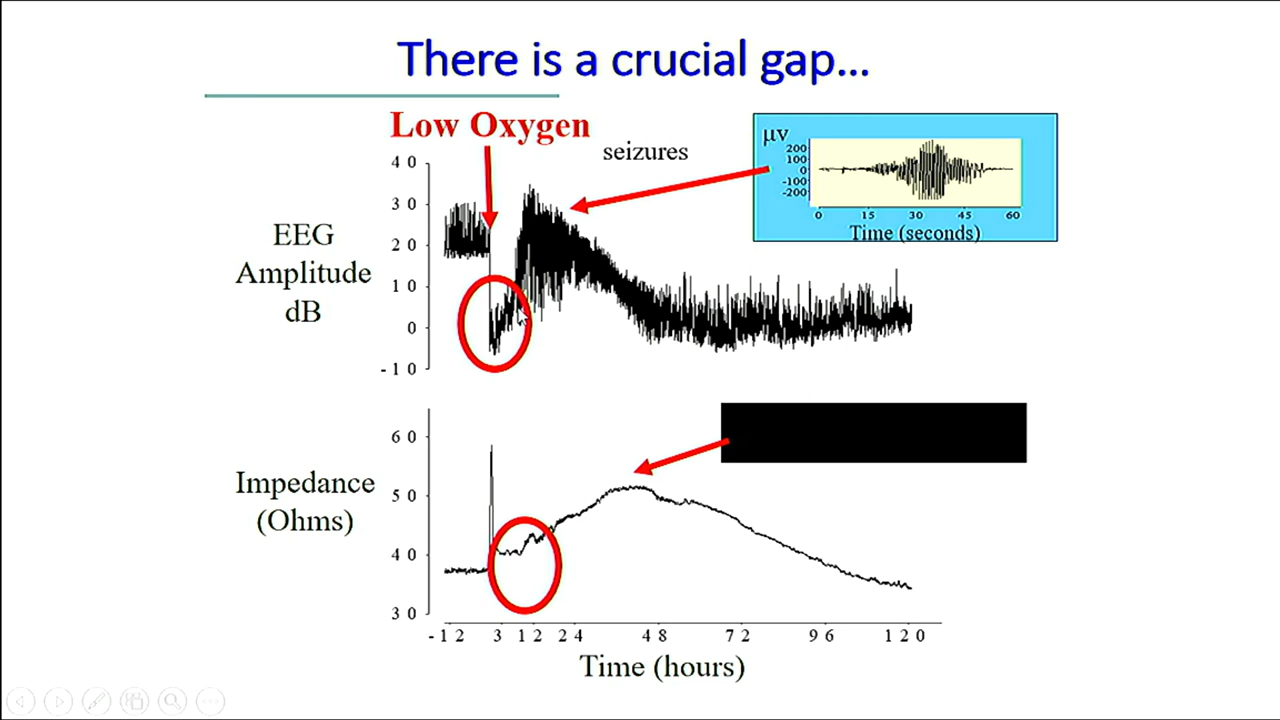 There is a crucial gap...
Low Oxygen
seizures
μv
200
100
0
-100
-200
0 15 30 45 60
Time (seconds)
EEG
Amplitude
dB
40
30
20
10
0
-10
Impedance
(Ohms)
60
50
40
30
-12 3 12 24 48 72 96 120
Time (hours)